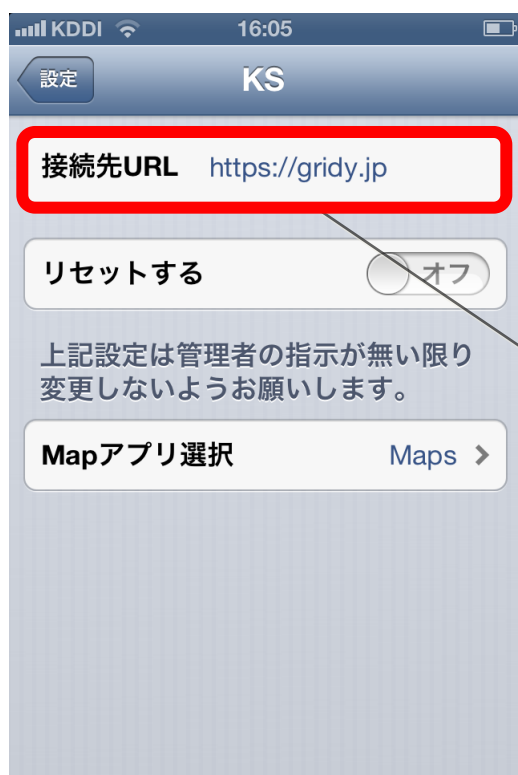 KDDI 16:05
設定 KS
接続先URL https://gridy.jp
リセットする オフ
上記設定は管理者の指示が無い限り
変更しないようお願いします。
Mapアプリ選択 Maps